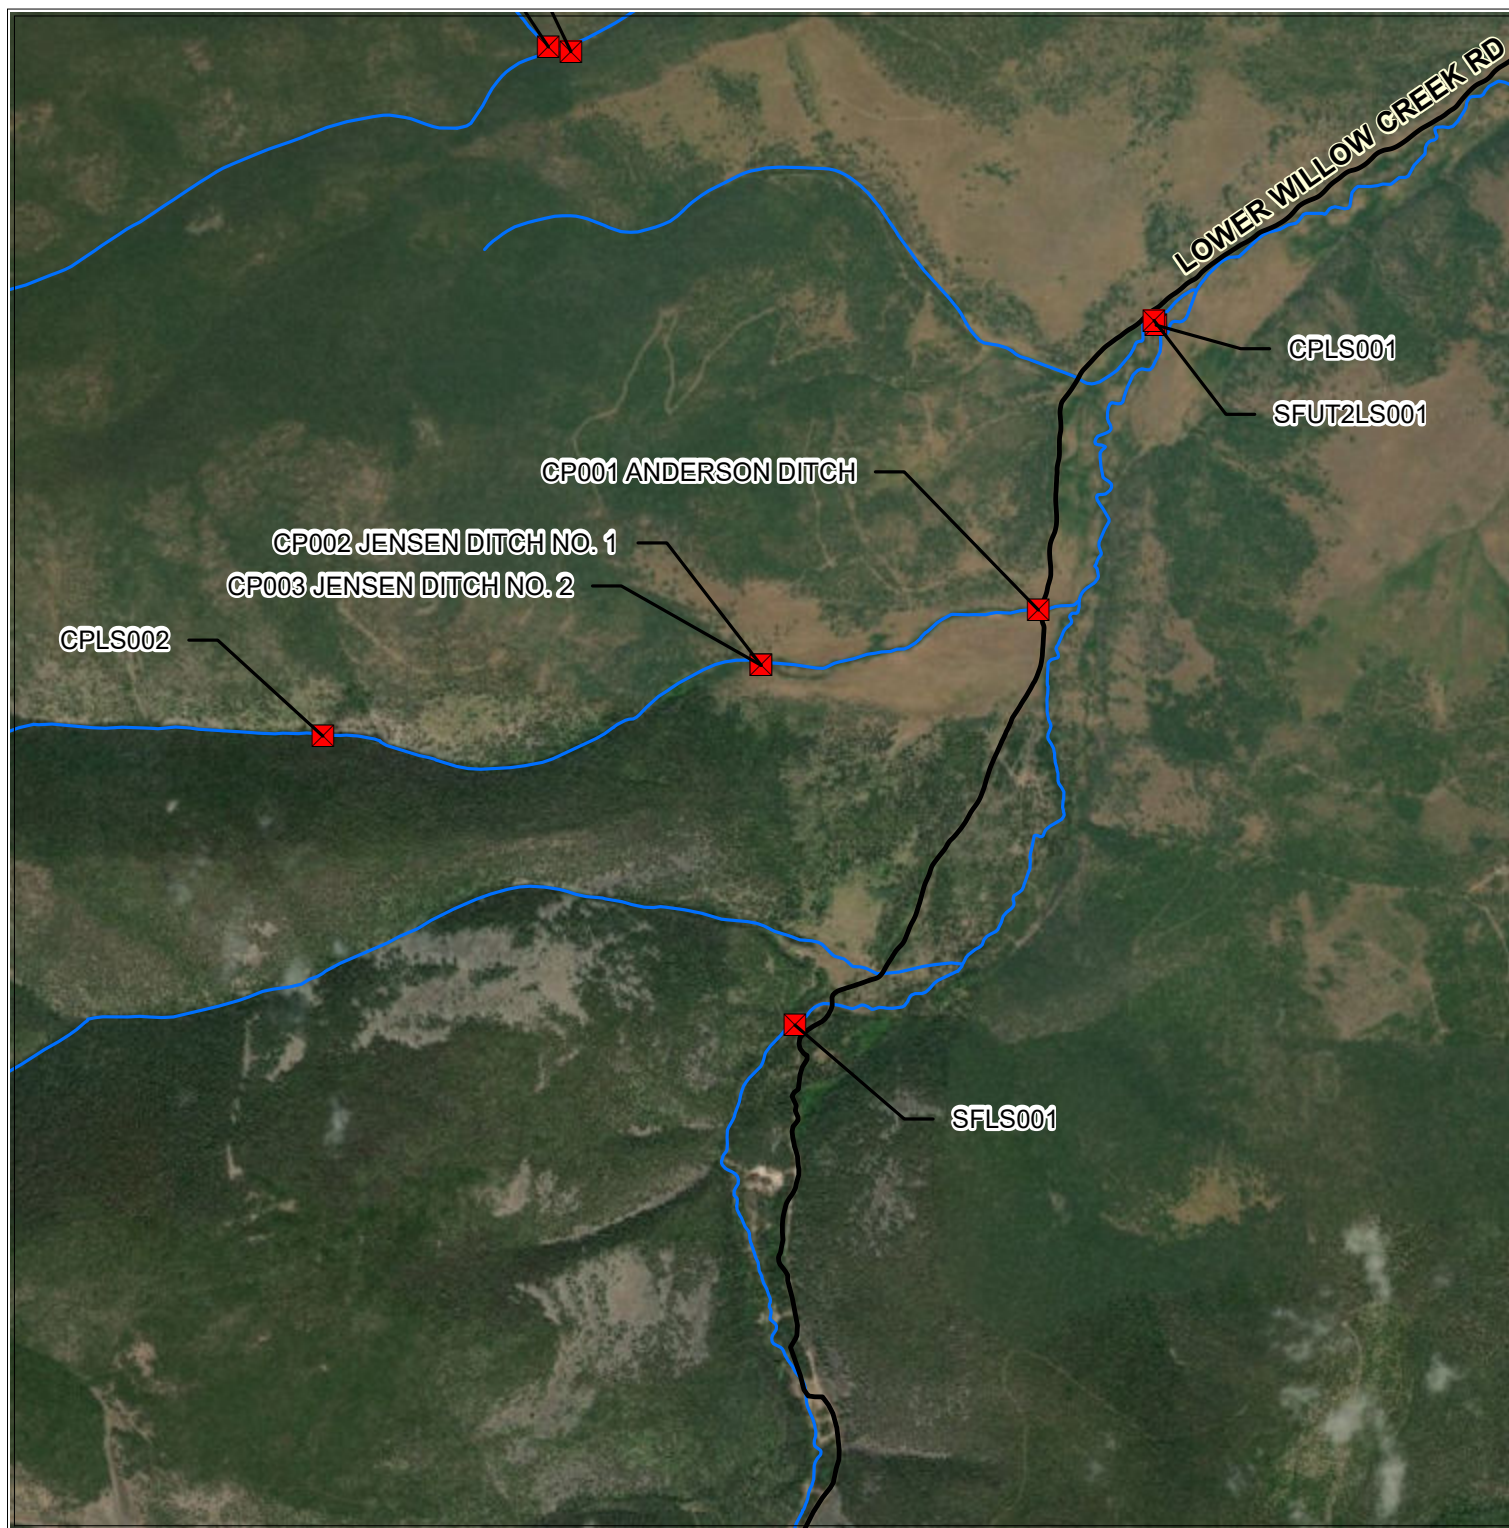 LOWER WILLOW CREEK RD
CPLS001
SFUT2LS001
CP001 ANDERSON DITCH
CP002 JENSEN DITCH NO. 1
CP003 JENSEN DITCH NO. 2
CPLS002
SFLS001